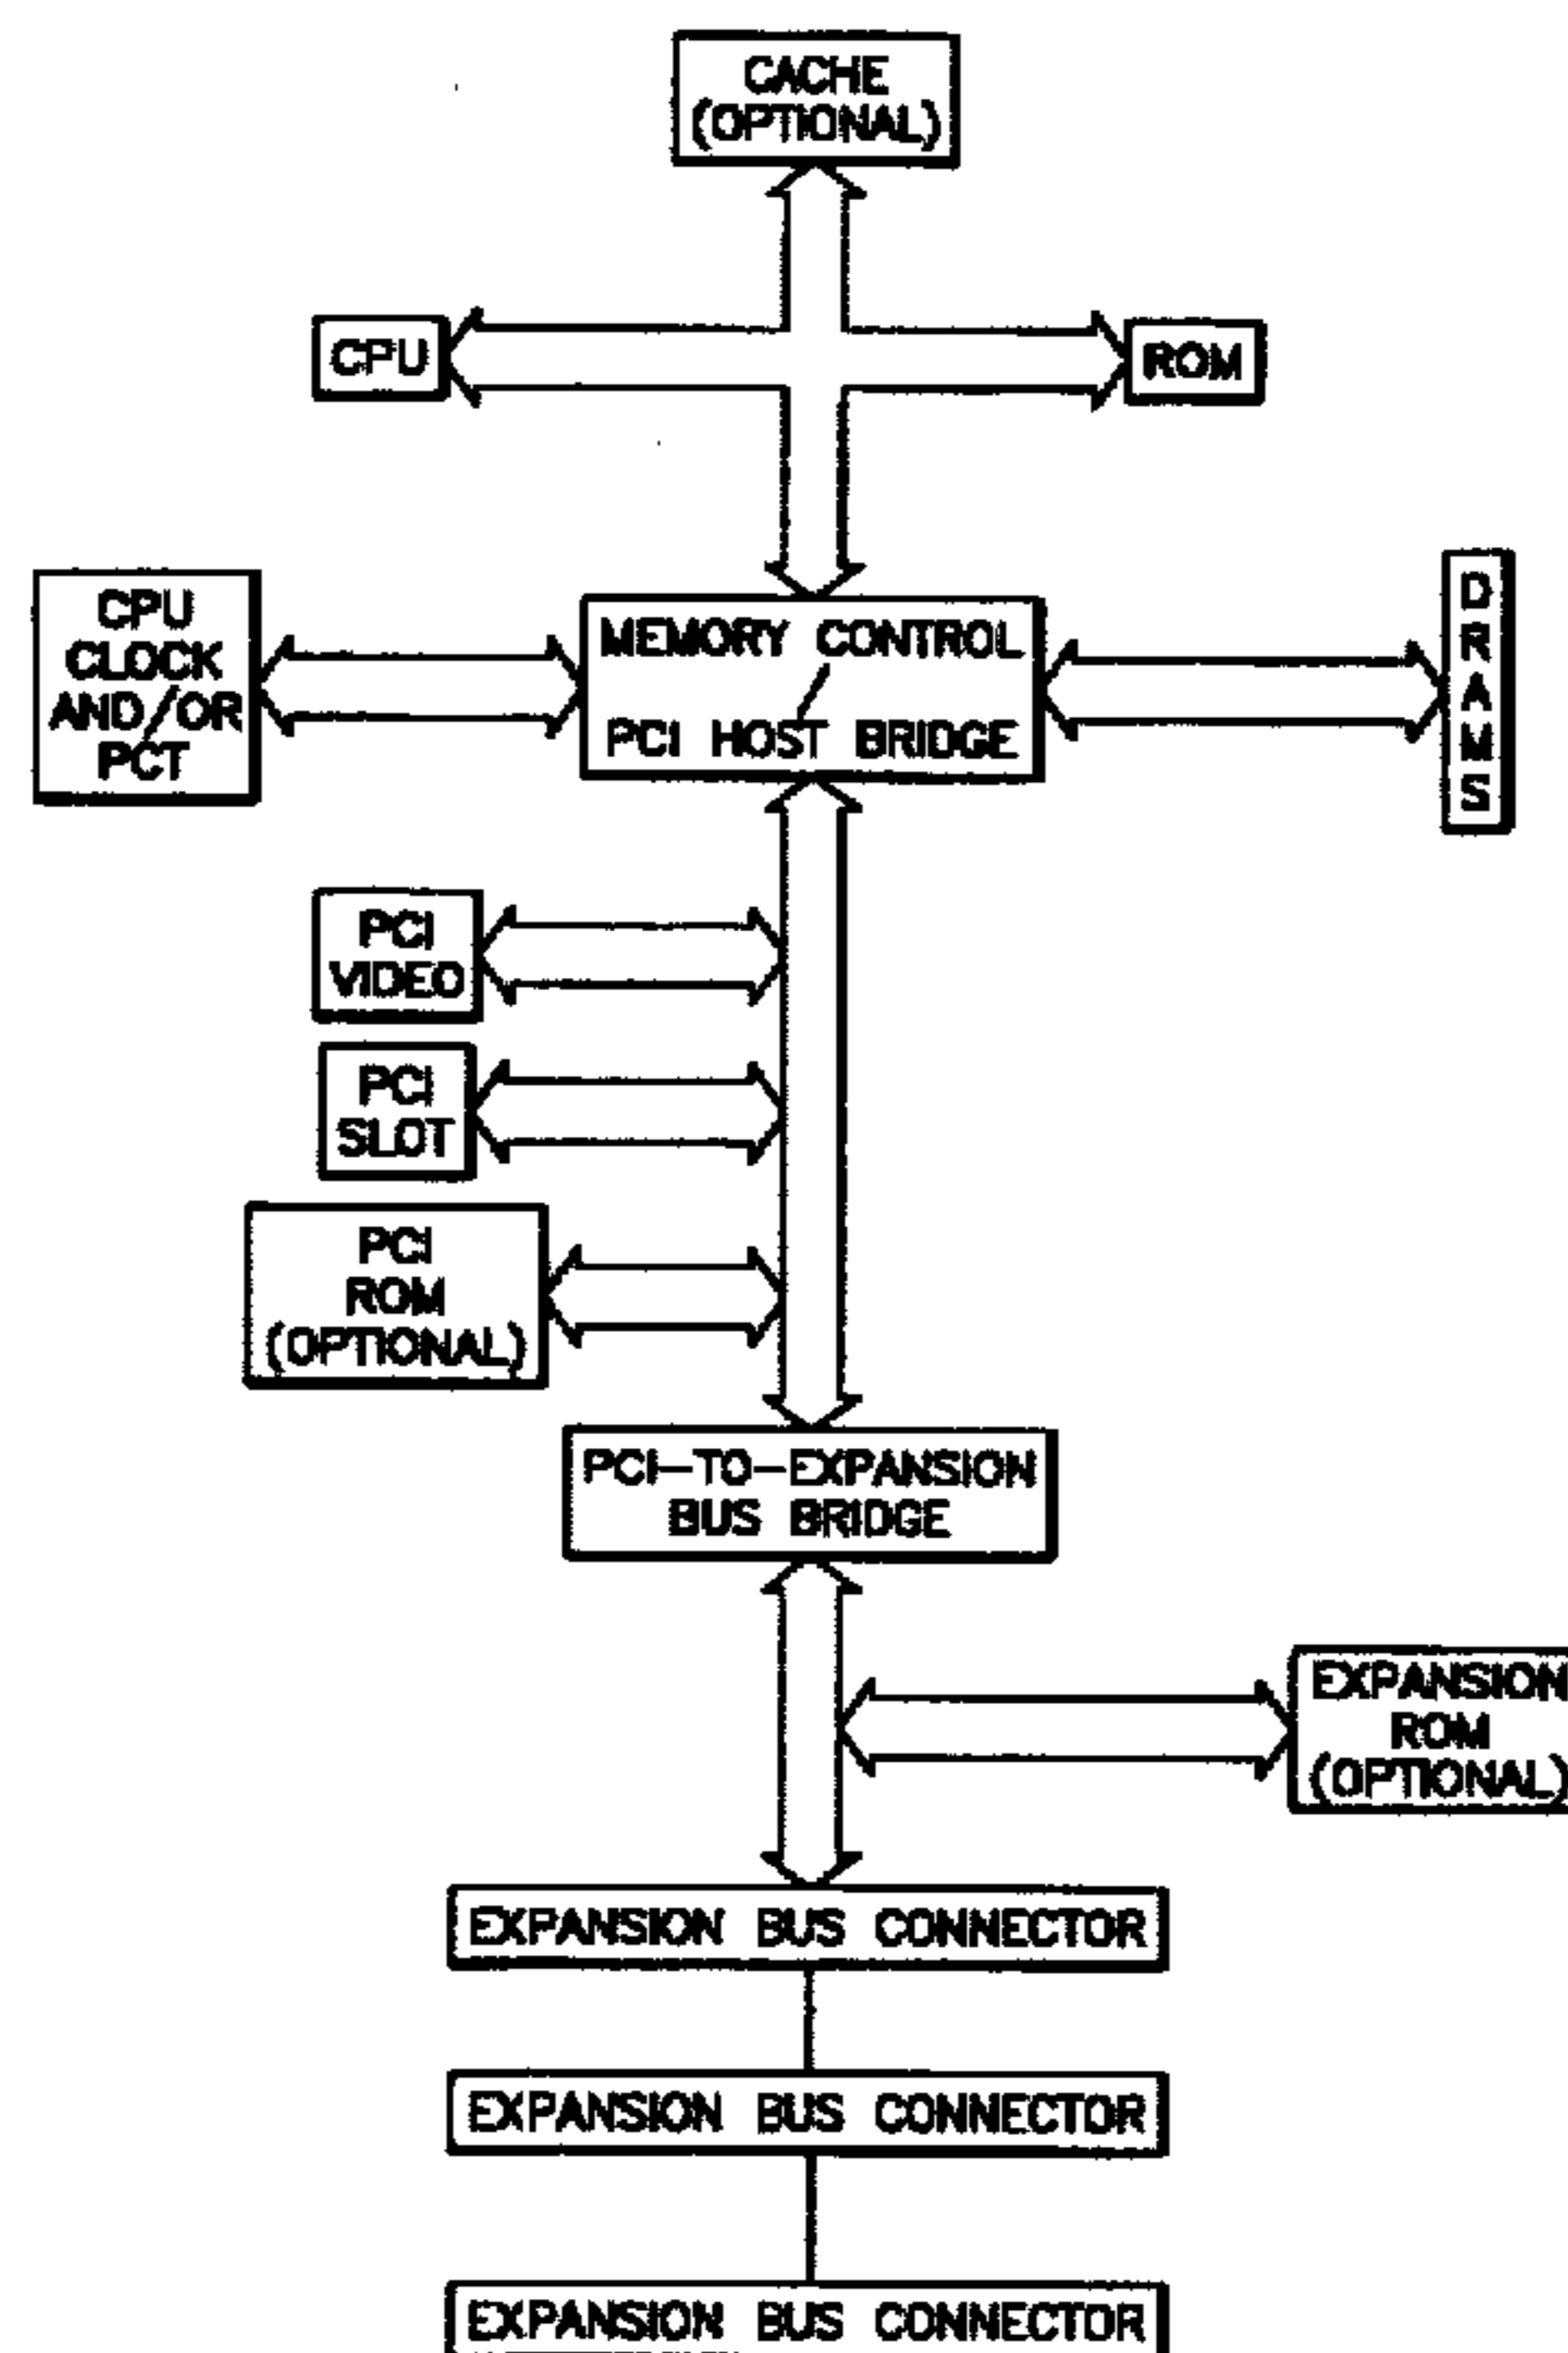 CACHE
(OPTIONAL)
CPU
ROM
CPU
CLOCK
AND/OR
PCT
MEMORY CONTROL
/
PCI HOST BRIDGE
DRAMS
PCI
VIDEO
PCI
SLOT
PCI
ROM
(OPTIONAL)
PCI-TO-EXPANSION
BUS BRIDGE
EXPANSION
ROM
(OPTIONAL)
EXPANSION BUS CONNECTOR
EXPANSION BUS CONNECTOR
EXPANSION BUS CONNECTOR